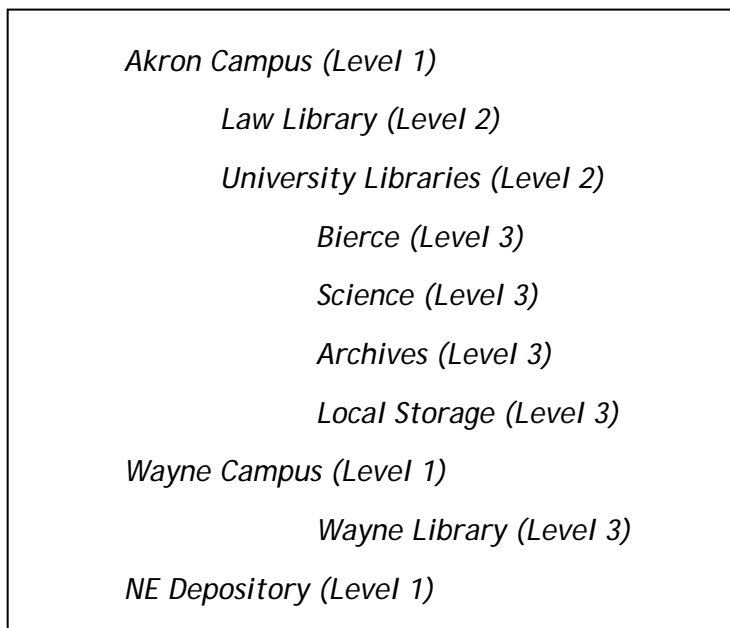 Akron Campus (Level 1)
Law Library (Level 2)
University Libraries (Level 2)
Bierce (Level 3)
Science (Level 3)
Archives (Level 3)
Local Storage (Level 3)
Wayne Campus (Level 1)
Wayne Library (Level 3)
NE Depository (Level 1)